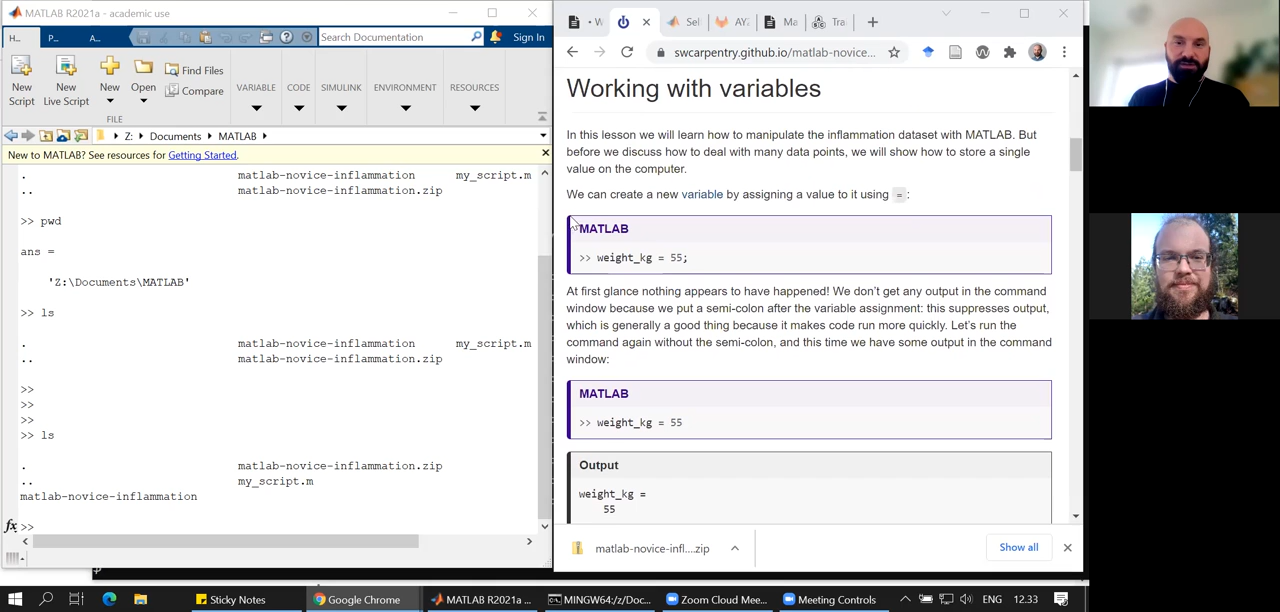 MATLAB R2021a - academic use
H... P... A...
Search Documentation
Sign In
New Script
New Live Script
New
Open
Find Files
Compare
FILE
VARIABLE
CODE
SIMULINK
ENVIRONMENT
RESOURCES
Z: Documents MATLAB
New to MATLAB? See resources for Getting Started.
. matlab-novice-inflammation my_script.m
.. matlab-novice-inflammation.zip
>> pwd
ans =
'Z:\Documents\MATLAB'
>> ls
. matlab-novice-inflammation my_script.m
.. matlab-novice-inflammation.zip
>>
>>
>>
>> ls
. matlab-novice-inflammation.zip
.. my_script.m
matlab-novice-inflammation
fx >>
Sel
AY
Ma
Tra
swcarpentry.github.io/matlab-novice...
Working with variables
In this lesson we will learn how to manipulate the inflammation dataset with MATLAB. But
before we discuss how to deal with many data points, we will show how to store a single
value on the computer.
We can create a new variable by assigning a value to it using = :
MATLAB
>> weight_kg = 55;
At first glance nothing appears to have happened! We don't get any output in the command
window because we put a semi-colon after the variable assignment: this suppresses output,
which is generally a good thing because it makes code run more quickly. Let's run the
command again without the semi-colon, and this time we have some output in the command
window:
MATLAB
>> weight_kg = 55
Output
weight_kg =
55
matlab-novice-infl....zip
Show all
Sticky Notes
Google Chrome
MATLAB R2021a ...
MINGW64:/z/Doc...
Zoom Cloud Mee...
Meeting Controls
ENG
12.33